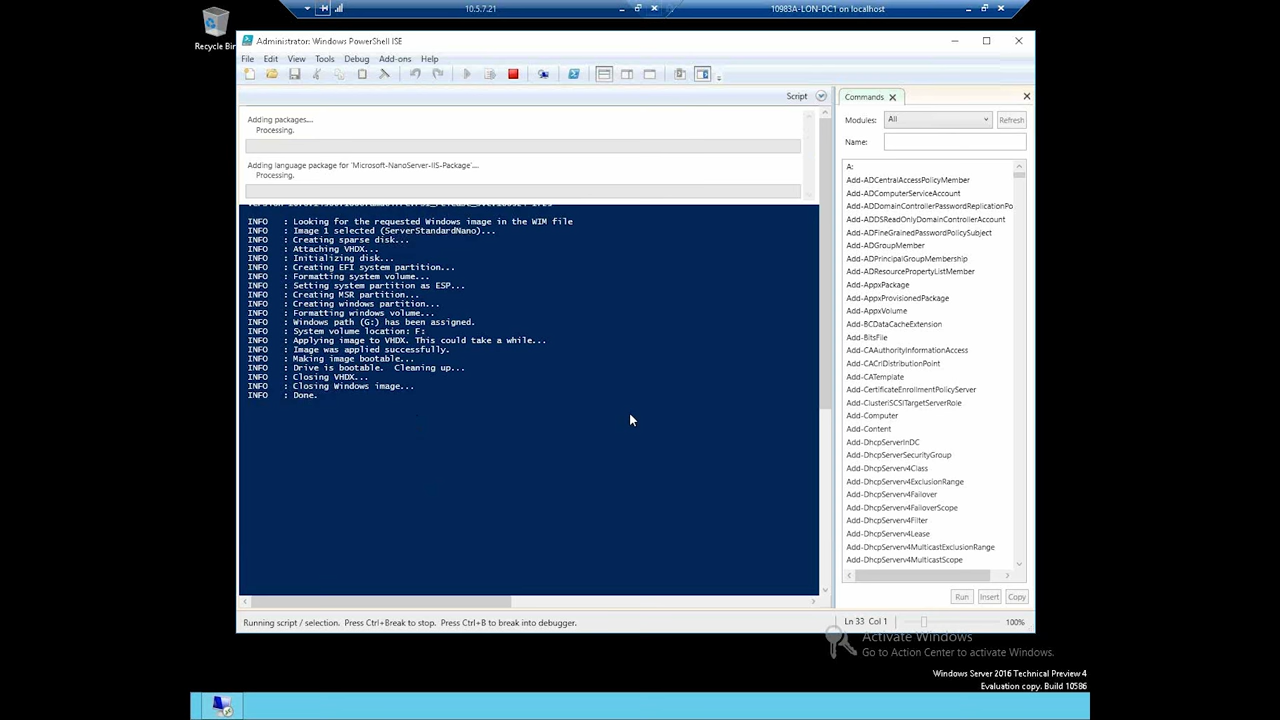 10.5.7.21
10983A-LON-DC1 on localhost
Recycle Bin
Administrator: Windows PowerShell ISE
File Edit View Tools Debug Add-ons Help
Script
Adding packages....
Processing.
Adding language package for 'Microsoft-NanoServer-IIS-Package'....
Processing.
INFO : Looking for the requested Windows image in the WIM file
INFO : Image 1 selected (ServerStandardNano)...
INFO : Creating sparse disk...
INFO : Attaching VHDX...
INFO : Initializing disk...
INFO : Creating EFI system partition...
INFO : Formatting system volume...
INFO : Setting system partition as ESP...
INFO : Creating MSR partition...
INFO : Creating windows partition...
INFO : Formatting windows volume...
INFO : Windows path (G:) has been assigned.
INFO : System volume location: F:
INFO : Applying image to VHDX. This could take a while...
INFO : Image was applied successfully.
INFO : Making image bootable...
INFO : Drive is bootable. Cleaning up...
INFO : Closing VHDX...
INFO : Closing Windows image...
INFO : Done.
Commands
Modules: All Refresh
Name:
A:
Add-ADCentralAccessPolicyMember
Add-ADComputerServiceAccount
Add-ADDomainControllerPasswordReplicationPo
Add-ADDSReadOnlyDomainControllerAccount
Add-ADFineGrainedPasswordPolicySubject
Add-ADGroupMember
Add-ADPrincipalGroupMembership
Add-ADResourcePropertyListMember
Add-AppxPackage
Add-AppxProvisionedPackage
Add-AppxVolume
Add-BCDataCacheExtension
Add-BitsFile
Add-CAAuthorityInformationAccess
Add-CACrlDistributionPoint
Add-CATemplate
Add-CertificateEnrollmentPolicyServer
Add-ClusteriSCSITargetServerRole
Add-Computer
Add-Content
Add-DhcpServerInDC
Add-DhcpServerSecurityGroup
Add-DhcpServerv4Class
Add-DhcpServerv4ExclusionRange
Add-DhcpServerv4Failover
Add-DhcpServerv4FailoverScope
Add-DhcpServerv4Filter
Add-DhcpServerv4Lease
Add-DhcpServerv4MulticastExclusionRange
Add-DhcpServerv4MulticastScope
Run Insert Copy
Running script / selection. Press Ctrl+Break to stop. Press Ctrl+B to break into debugger.
Ln 33 Col 1
100%
Activate Windows
Go to Action Center to activate Windows.
Windows Server 2016 Technical Preview 4
Evaluation copy. Build 10586